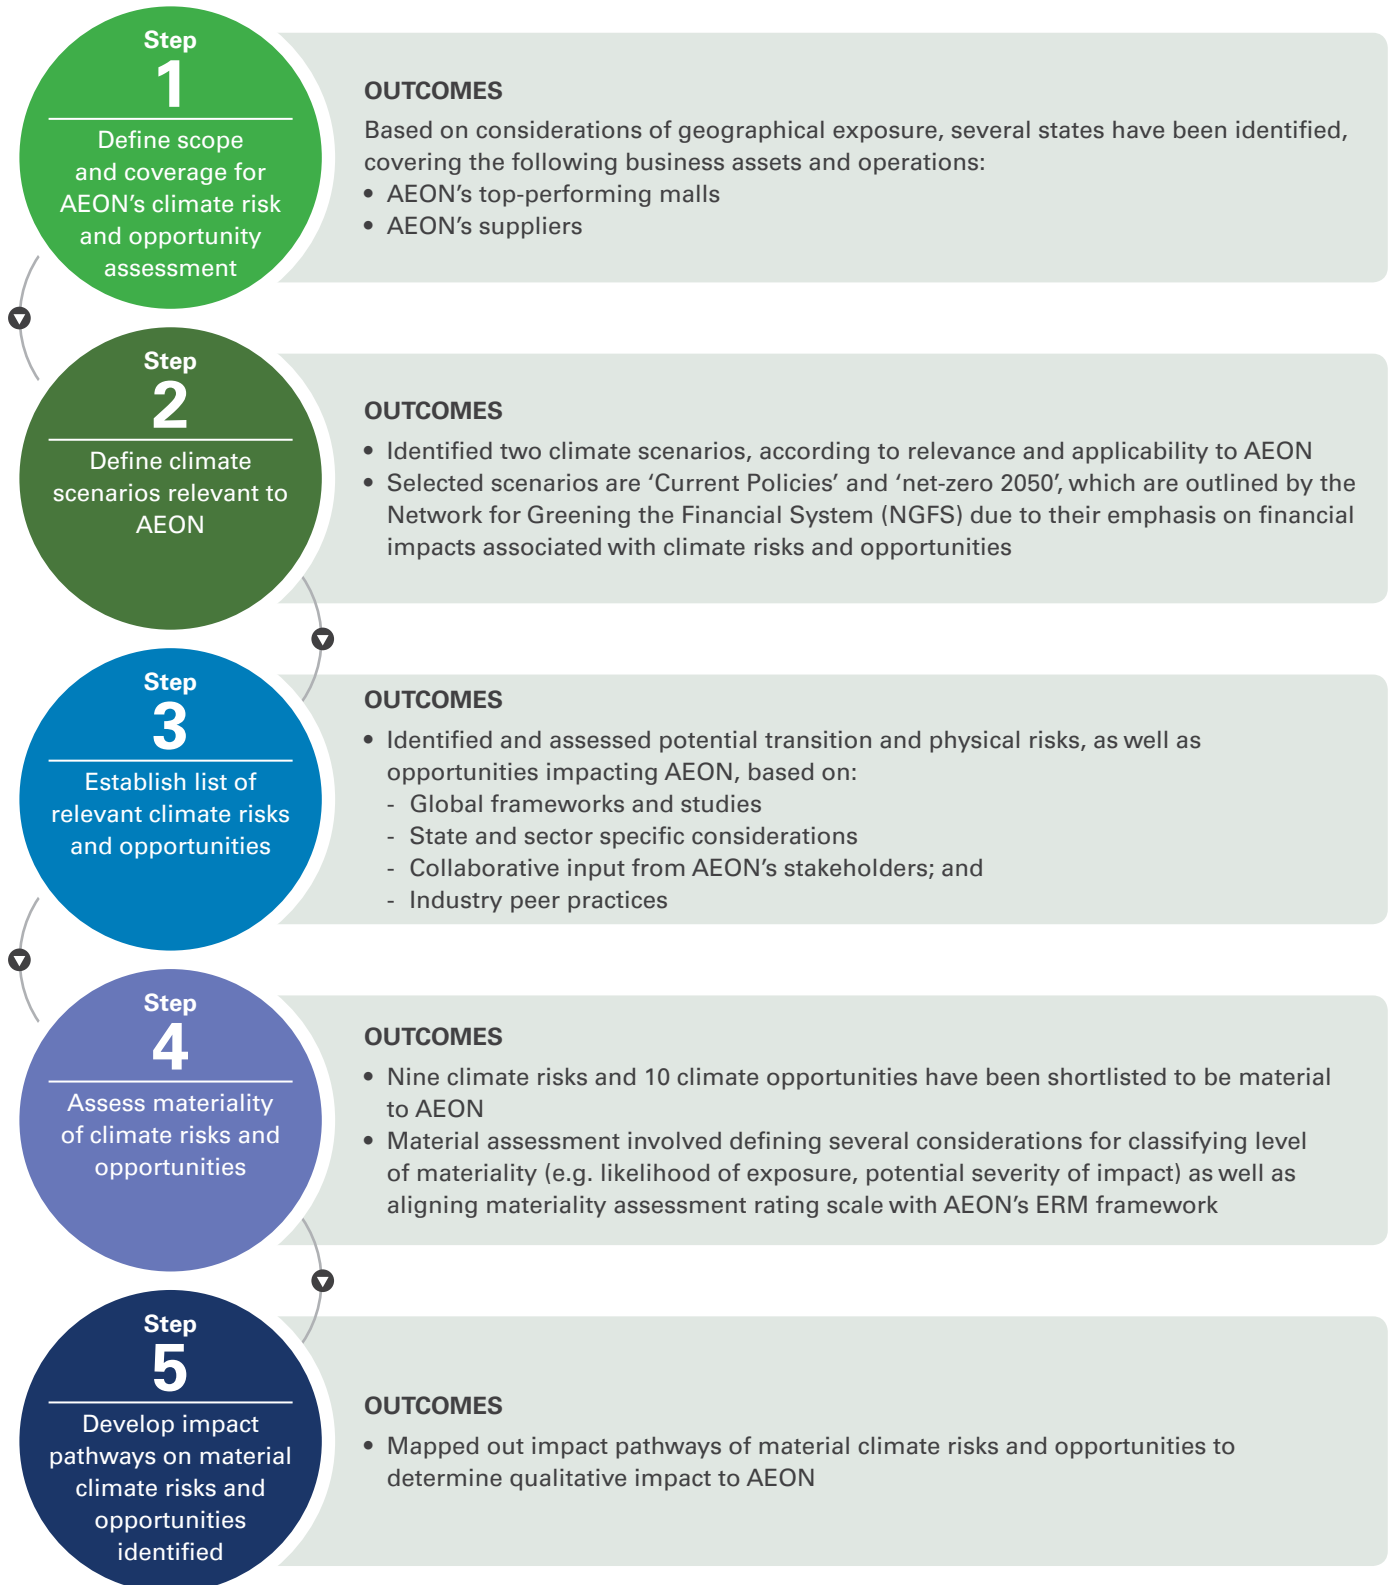 Step
1
Define scope
and coverage for
AEON's climate risk
and opportunity
assessment
OUTCOMES
Based on considerations of geographical exposure, several states have been identified,
covering the following business assets and operations:
• AEON's top-performing malls
• AEON's suppliers
Step
2
Define climate
scenarios relevant to
AEON
OUTCOMES
• Identified two climate scenarios, according to relevance and applicability to AEON
• Selected scenarios are ‘Current Policies’ and ‘net-zero 2050’, which are outlined by the
Network for Greening the Financial System (NGFS) due to their emphasis on financial
impacts associated with climate risks and opportunities
Step
3
Establish list of
relevant climate risks
and opportunities
OUTCOMES
• Identified and assessed potential transition and physical risks, as well as
opportunities impacting AEON, based on:
- Global frameworks and studies
- State and sector specific considerations
- Collaborative input from AEON's stakeholders; and
- Industry peer practices
Step
4
Assess materiality
of climate risks and
opportunities
OUTCOMES
• Nine climate risks and 10 climate opportunities have been shortlisted to be material
to AEON
• Material assessment involved defining several considerations for classifying level
of materiality (e.g. likelihood of exposure, potential severity of impact) as well as
aligning materiality assessment rating scale with AEON's ERM framework
Step
5
Develop impact
pathways on material
climate risks and
opportunities
identified
OUTCOMES
• Mapped out impact pathways of material climate risks and opportunities to
determine qualitative impact to AEON